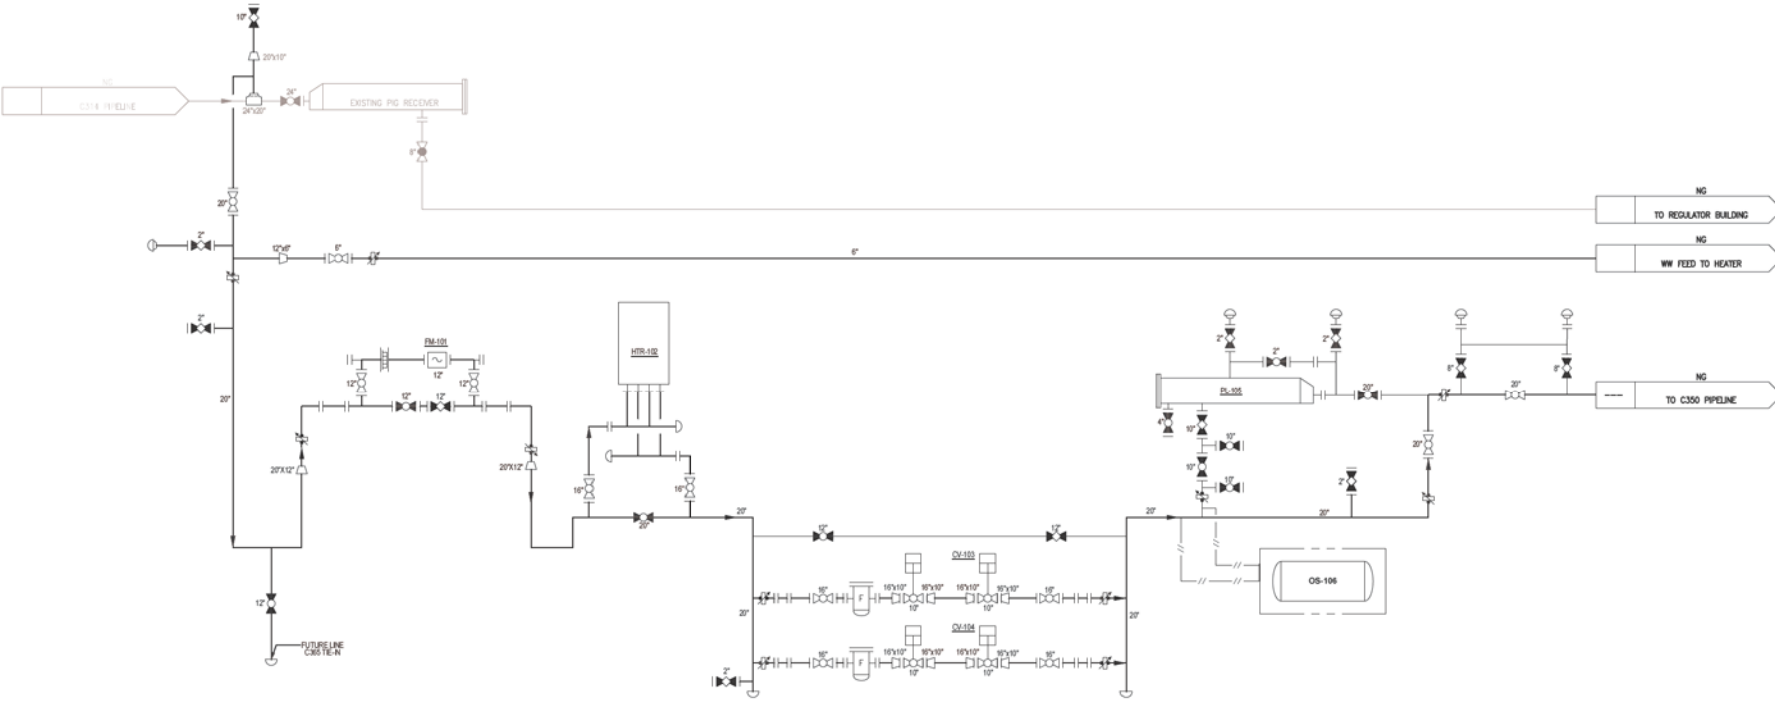 10"
20"x10"
NG
C314 PIPELINE
24"x20"
24"
EXISTING PIG RECEIVER
6"
20"
NG
TO REGULATOR BUILDING
2"
12"x6"
6"
6"
NG
WW FEED TO HEATER
2"
FM-101
12"
12"
12"
12"
12"
20"
20"X12"
20"X12"
HTR-102
16"
16"
20"
20"
2"
2"
2"
PL-105
20"
4"
10"
10"
10"
10"
8"
8"
20"
NG
---
TO C350 PIPELINE
20"
2"
20"
20"
12"
12"
12"
CV-103
16"
F
16"x10"
16"x10"
16"x10"
16"x10"
16"
10"
10"
20"
20"
OS-106
CV-104
16"
F
16"x10"
16"x10"
16"x10"
16"x10"
16"
10"
10"
2"
FUTURE LINE
C365 TIE-IN